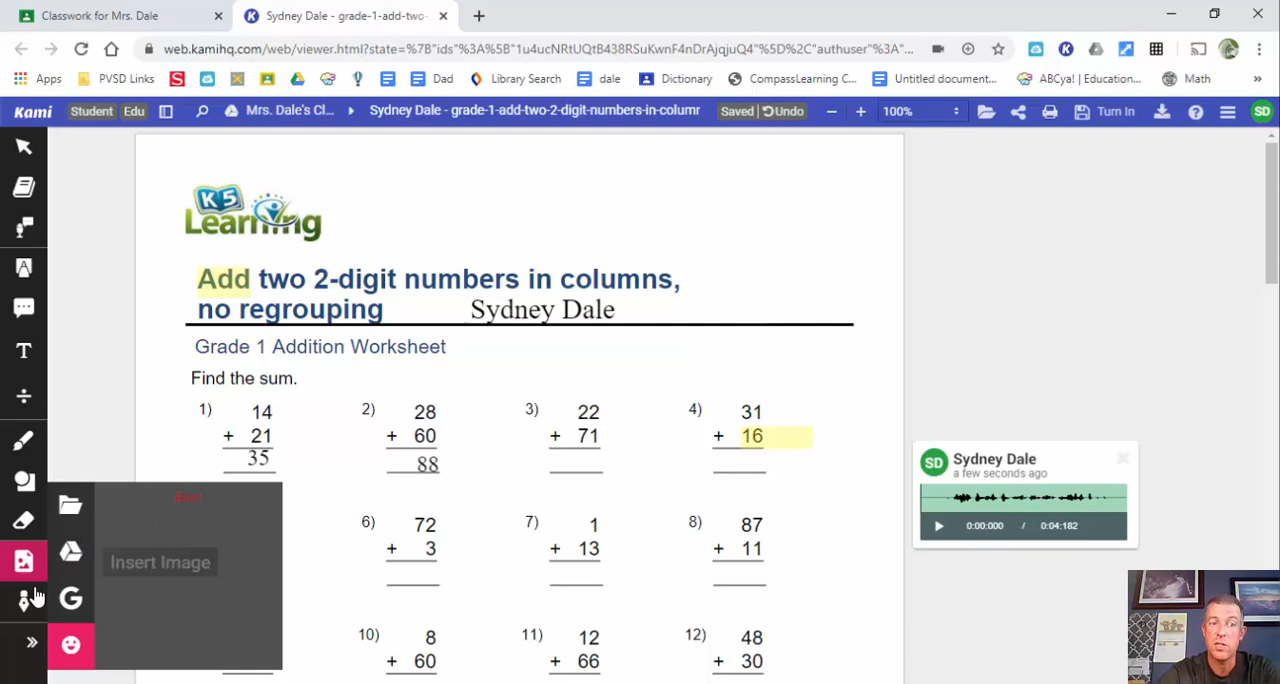 Classwork for Mrs. Dale
Sydney Dale - grade-1-add-two-
web.kamihq.com/web/viewer.html?state=%7B"ids"%3A%5B"1u4ucNRtUQtB438RSuKwnF4nDrAjqjuQ4"%5D%2C"authuser"%3A"...
Apps PVSD Links Dad Library Search dale Dictionary CompassLearning C... Untitled document... ABCya! | Education... Math »
Kami Student Edu Mrs. Dale's Cl... Sydney Dale - grade-1-add-two-2-digit-numbers-in-columr Saved | Undo 100% Turn In SD
K5
Learning
Add two 2-digit numbers in columns,
no regrouping Sydney Dale
Grade 1 Addition Worksheet
Find the sum.
1) 14 2) 28 3) 22 4) 31
+ 21 + 60 + 71 + 16
35 88
SD Sydney Dale
a few seconds ago
0:00:000 / 0:04:182
Insert Image
6) 72 7) 1 8) 87
+ 3 + 13 + 11
10) 8 11) 12 12) 48
+ 60 + 66 + 30